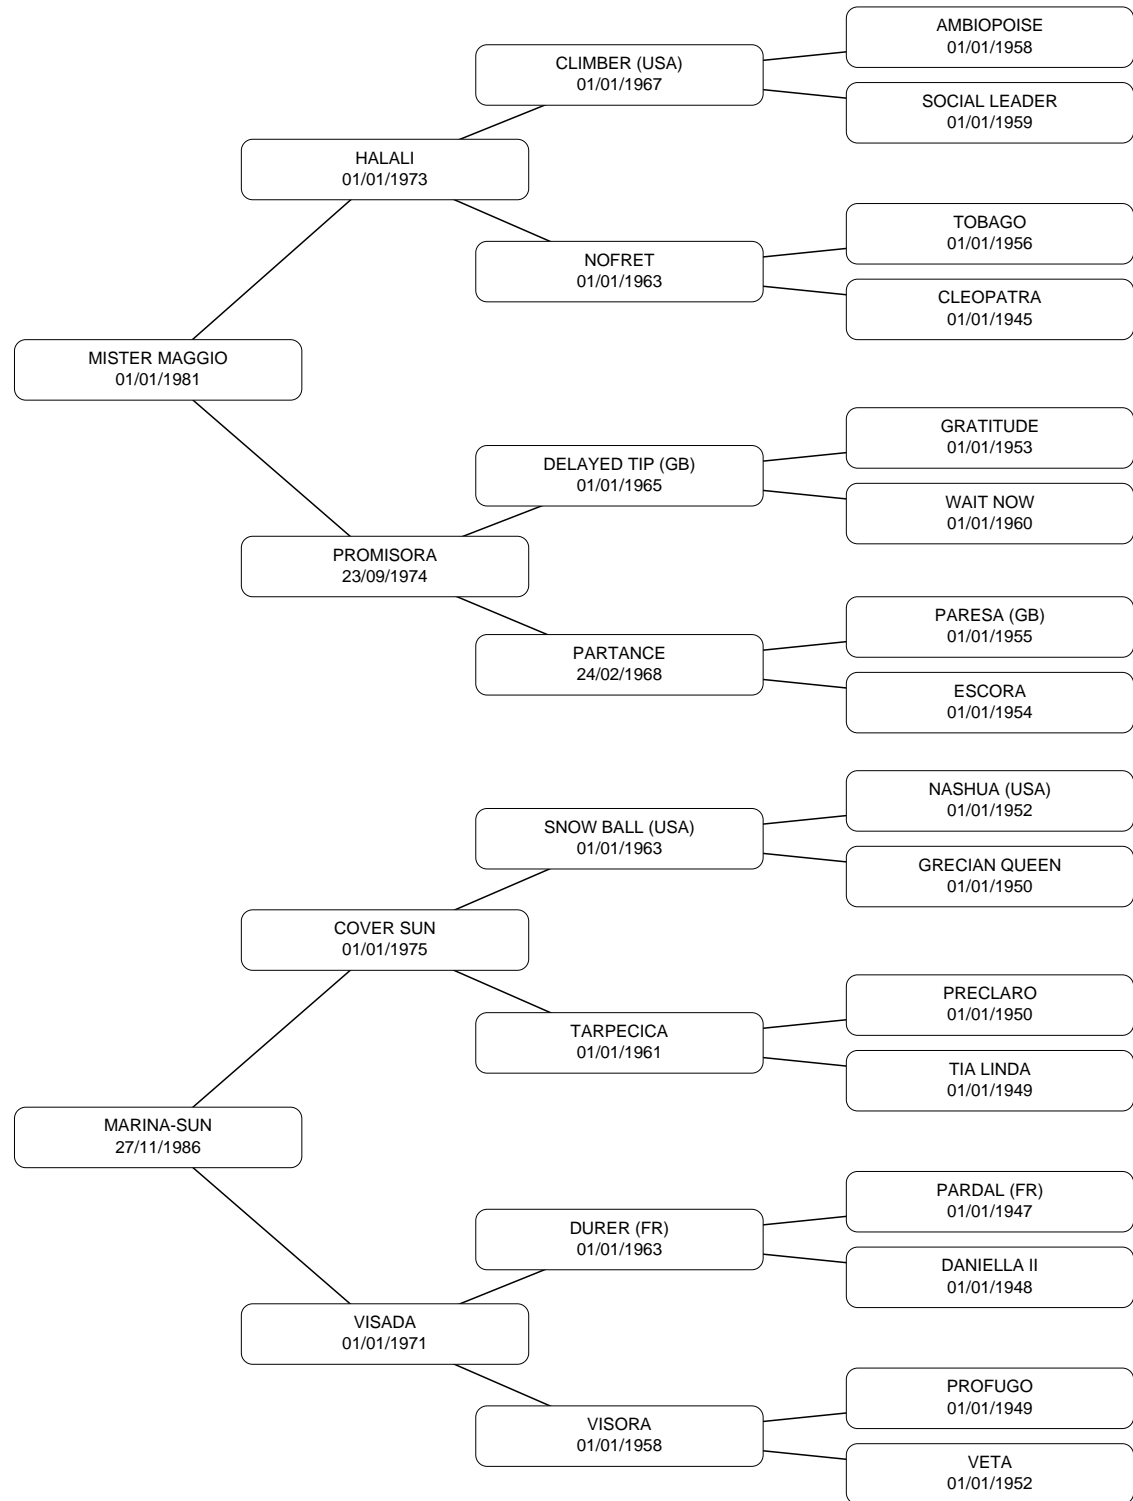 AMBIOPOISE
01/01/1958
CLIMBER (USA)
01/01/1967
SOCIAL LEADER
01/01/1959
HALALI
01/01/1973
TOBAGO
01/01/1956
NOFRET
01/01/1963
CLEOPATRA
01/01/1945
MISTER MAGGIO
01/01/1981
GRATITUDE
01/01/1953
DELAYED TIP (GB)
01/01/1965
WAIT NOW
01/01/1960
PROMISORA
23/09/1974
PARESA (GB)
01/01/1955
PARTANCE
24/02/1968
ESCORA
01/01/1954
NASHUA (USA)
01/01/1952
SNOW BALL (USA)
01/01/1963
GRECIAN QUEEN
01/01/1950
COVER SUN
01/01/1975
PRECLARO
01/01/1950
TARPECICA
01/01/1961
TIA LINDA
01/01/1949
MARINA-SUN
27/11/1986
PARDAL (FR)
01/01/1947
DURER (FR)
01/01/1963
DANIELLA II
01/01/1948
VISADA
01/01/1971
PROFUGO
01/01/1949
VISORA
01/01/1958
VETA
01/01/1952